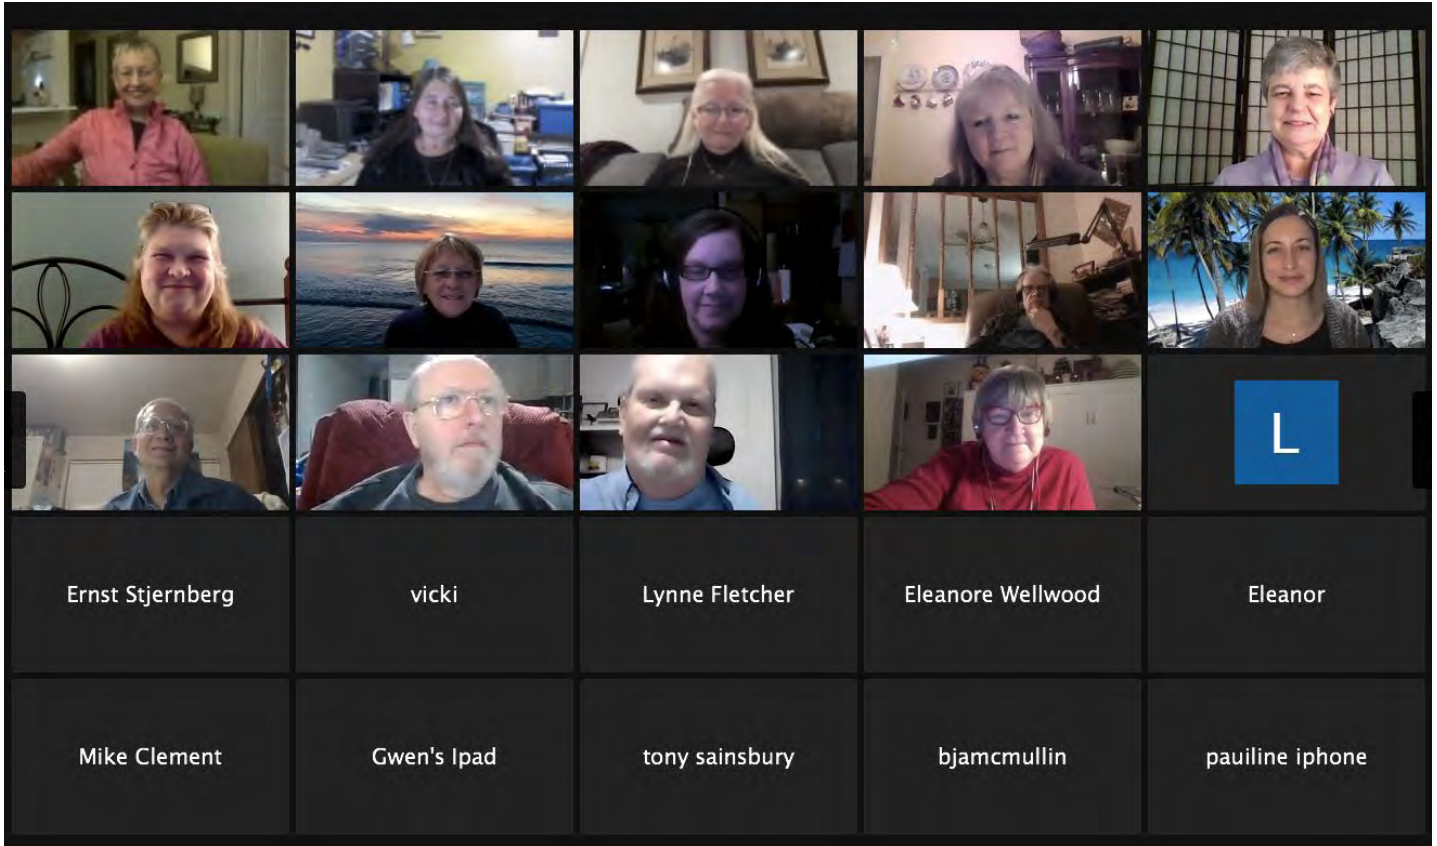 L
Ernst Stjernberg
vicki
Lynne Fletcher
Eleanore Wellwood
Eleanor
Mike Clement
Gwen's Ipad
tony sainsbury
bjamcmullin
pauiline iphone